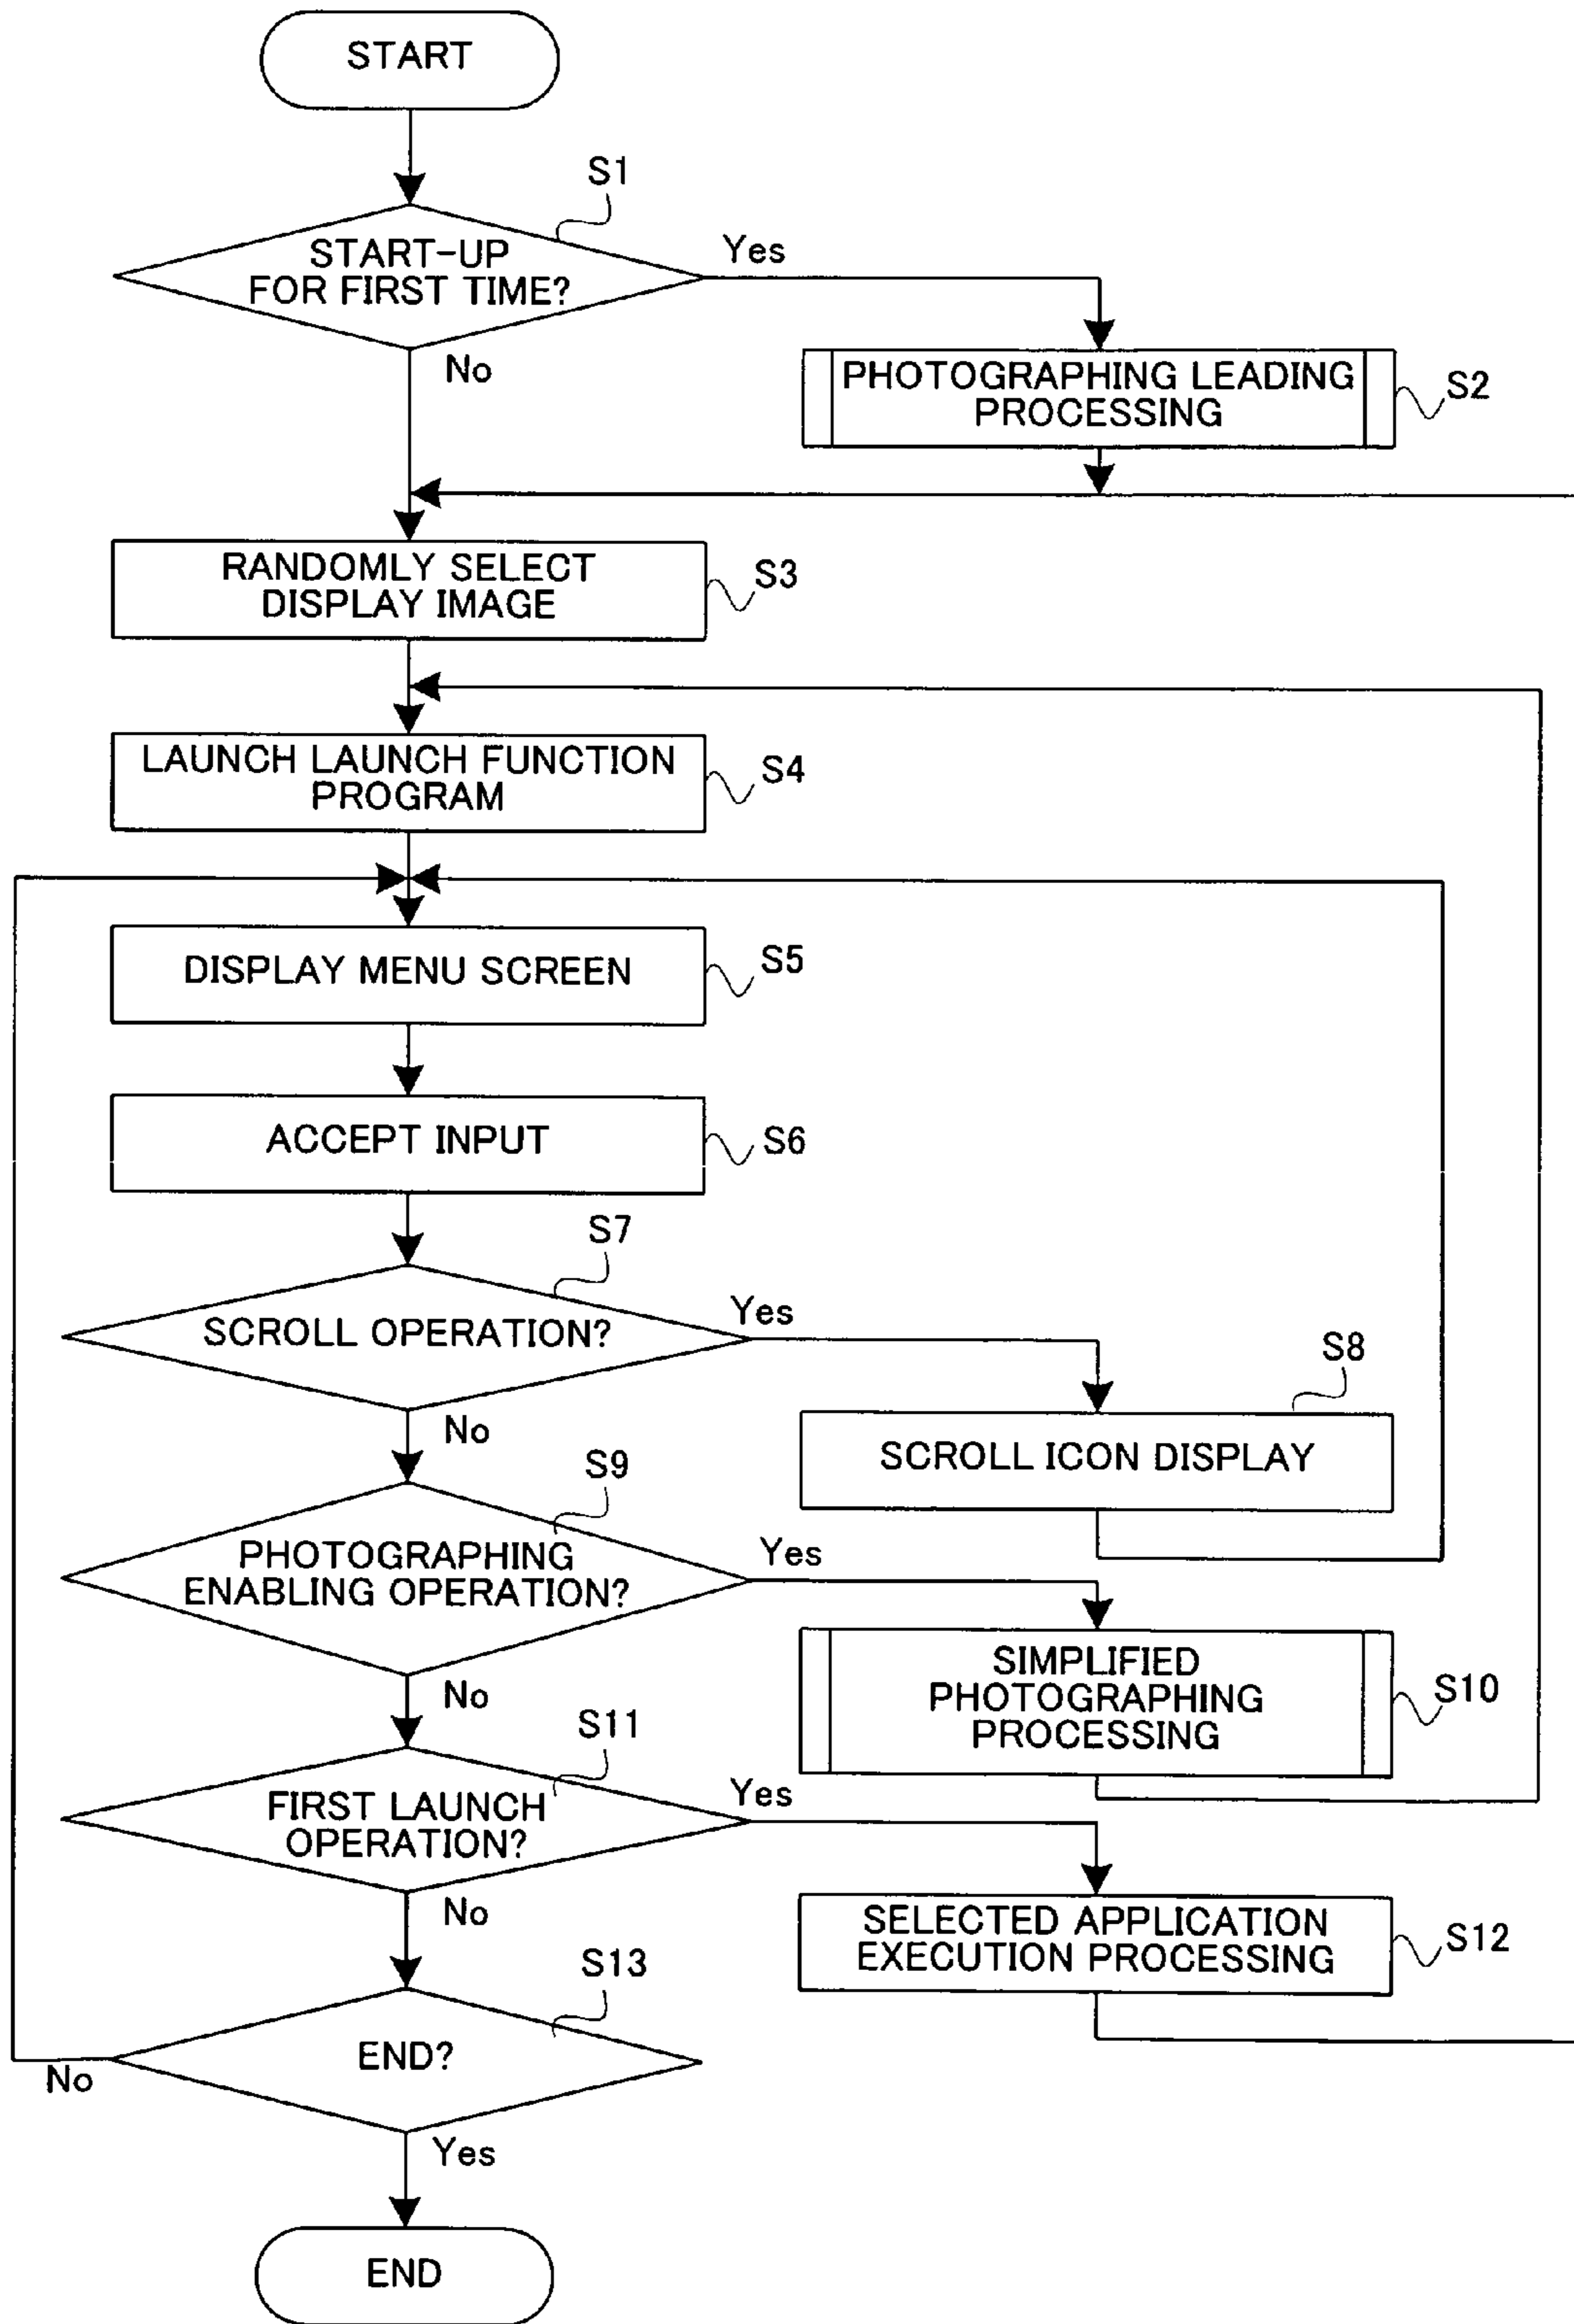 START
S1
START-UP
FOR FIRST TIME?
Yes
No
PHOTOGRAPHING LEADING
PROCESSING
S2
RANDOMLY SELECT
DISPLAY IMAGE
S3
LAUNCH LAUNCH FUNCTION
PROGRAM
S4
DISPLAY MENU SCREEN
S5
ACCEPT INPUT
S6
S7
SCROLL OPERATION?
Yes
No
S8
SCROLL ICON DISPLAY
S9
PHOTOGRAPHING
ENABLING OPERATION?
Yes
No
SIMPLIFIED
PHOTOGRAPHING
PROCESSING
S10
S11
FIRST LAUNCH
OPERATION?
Yes
No
SELECTED APPLICATION
EXECUTION PROCESSING
S12
S13
END?
No
Yes
END